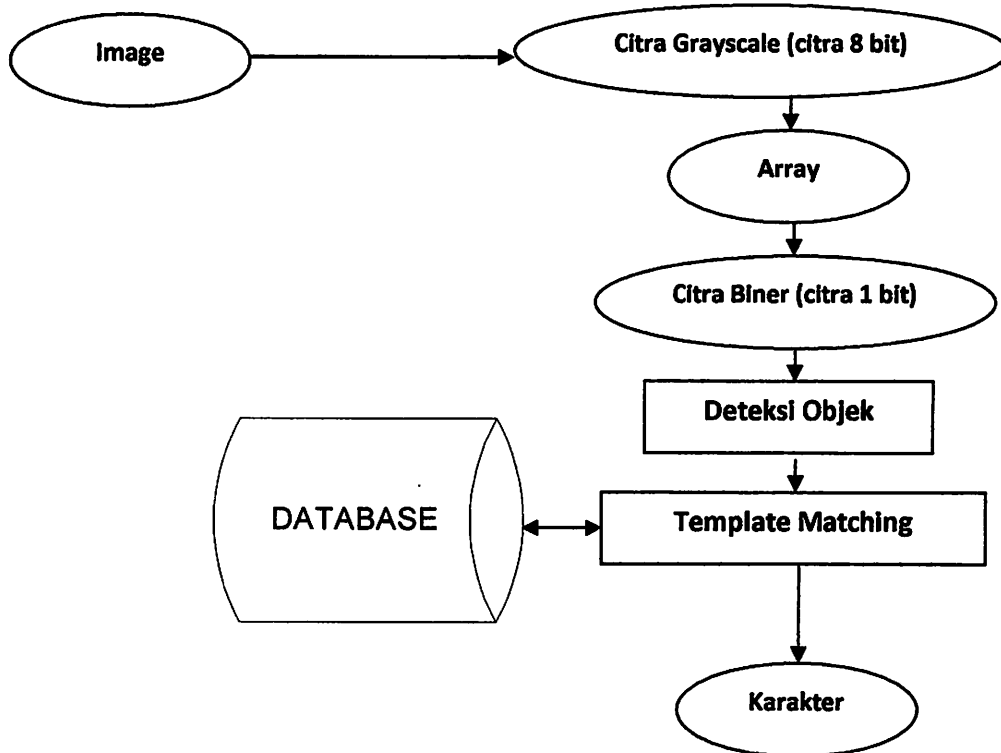 Image
Citra Grayscale (citra 8 bit)
Array
Citra Biner (citra 1 bit)
Deteksi Objek
DATABASE
Template Matching
Karakter